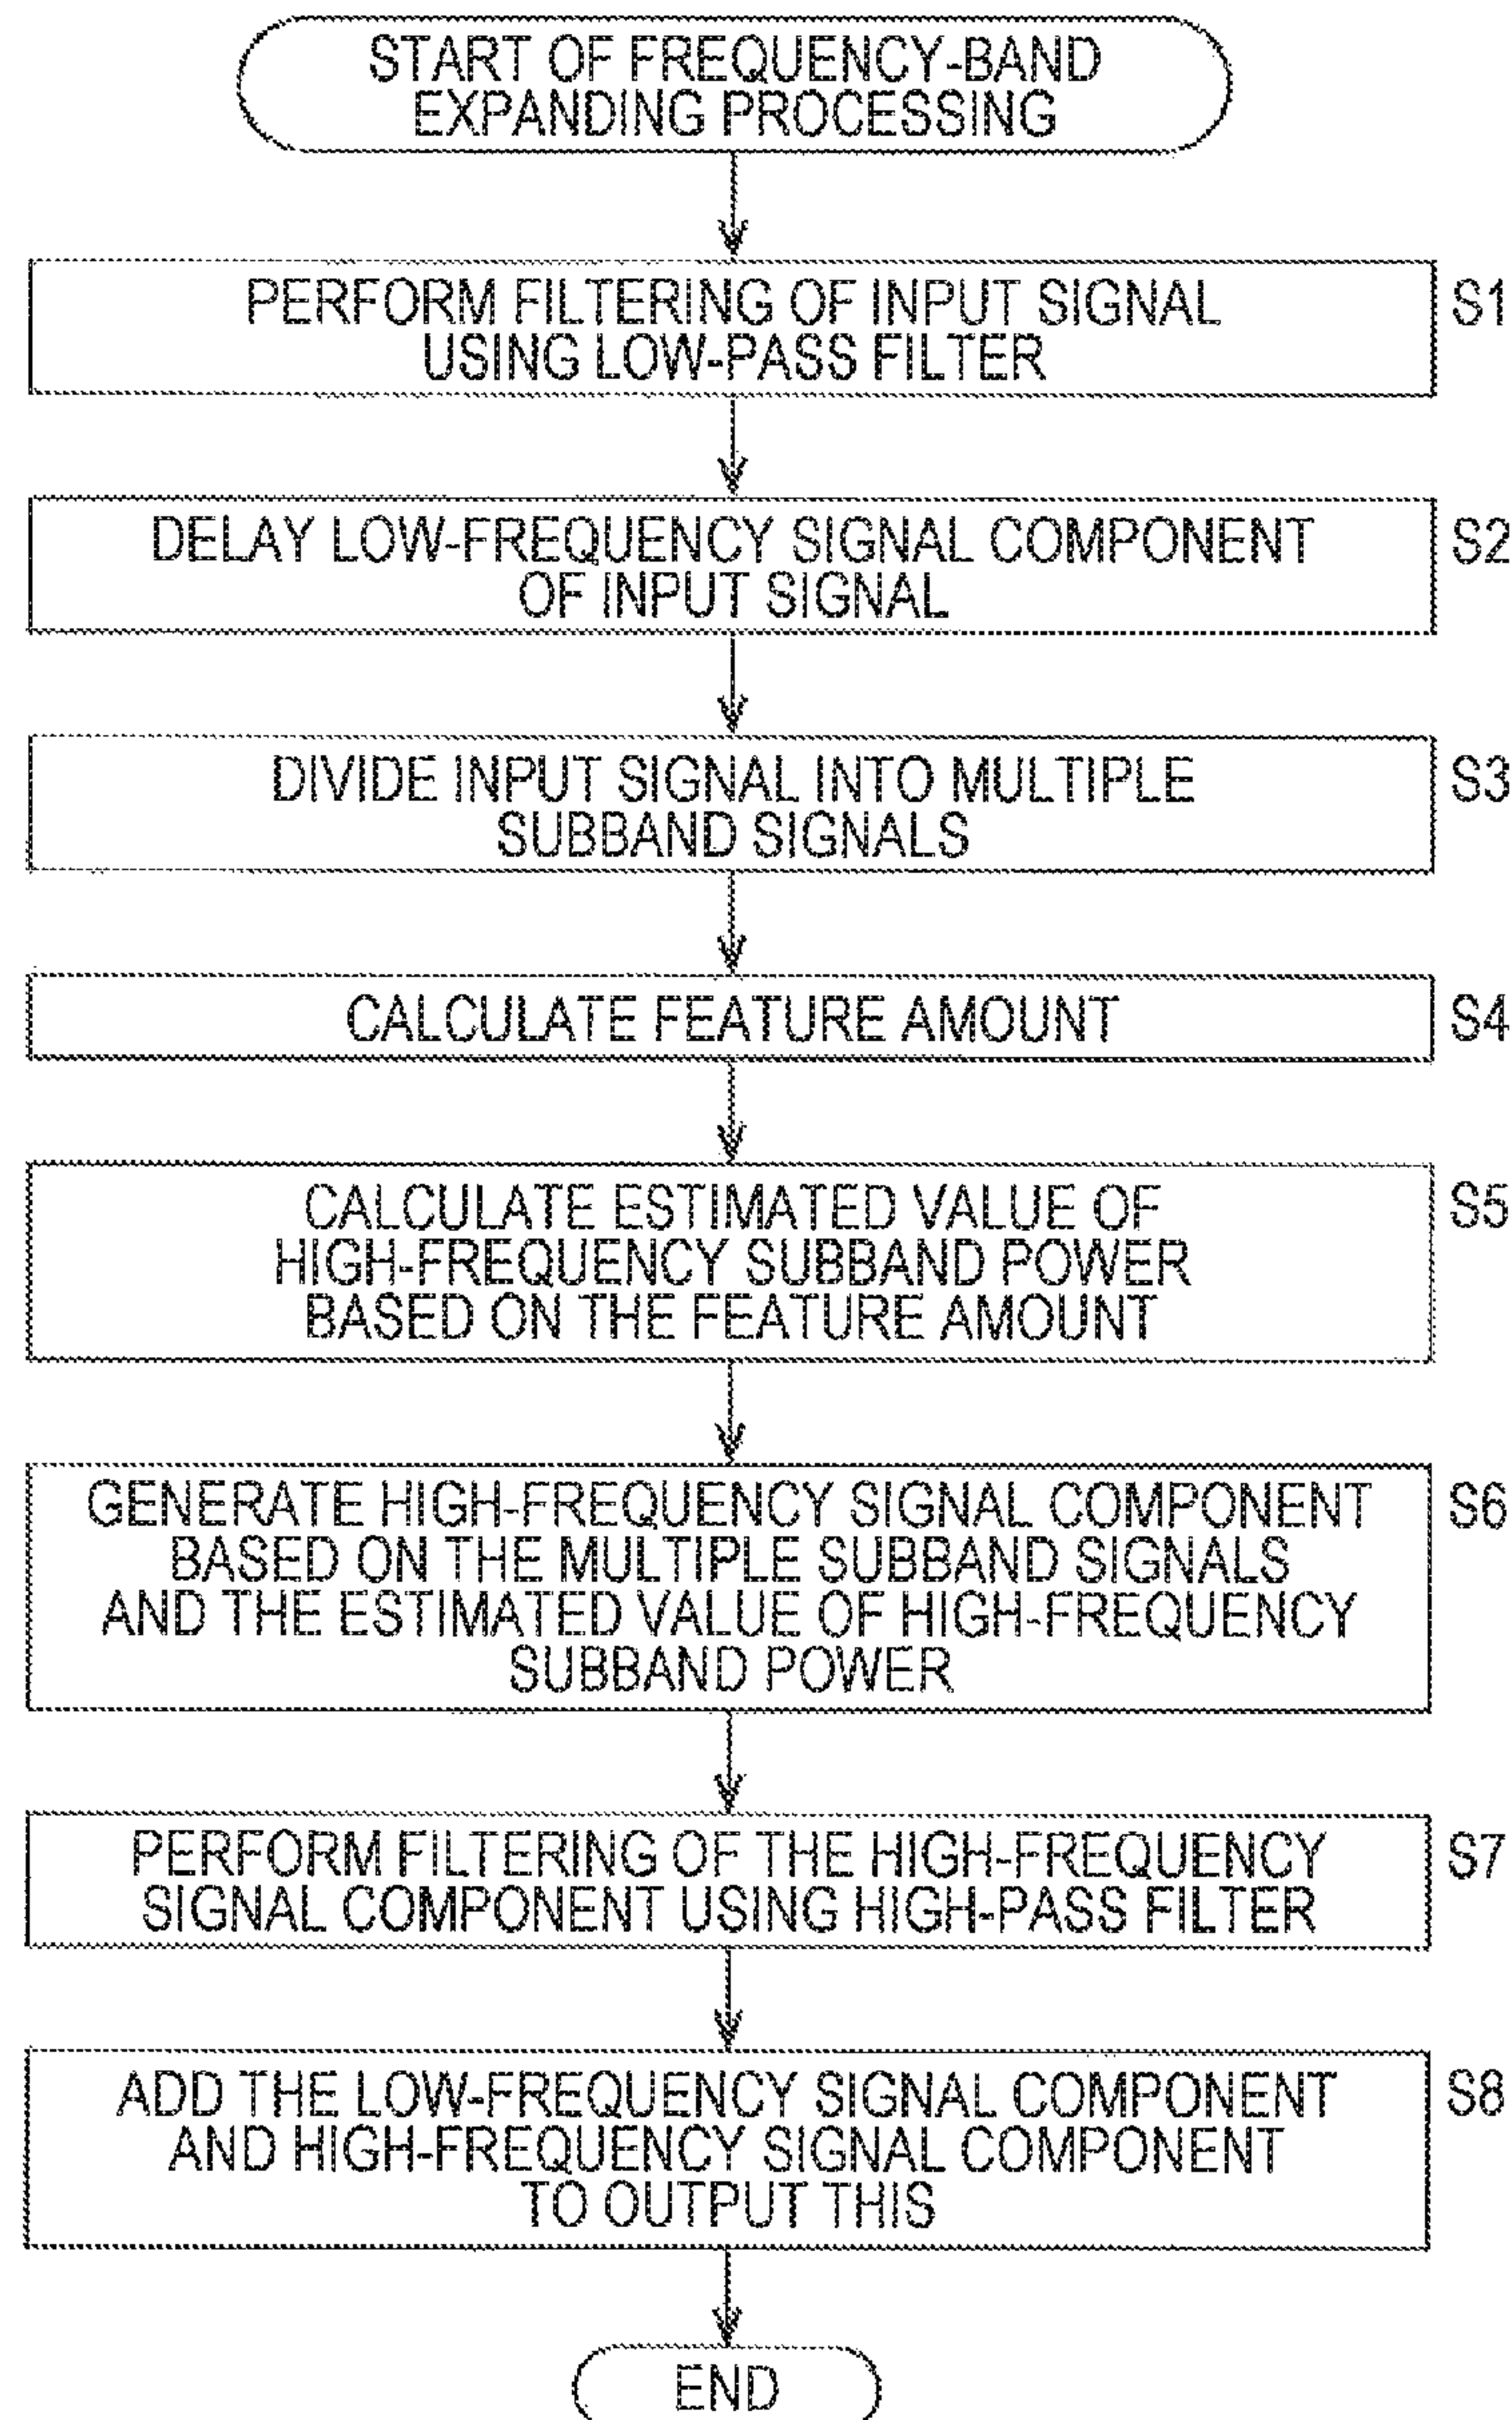 START OF FREQUENCY-BAND
EXPANDING PROCESSING
PERFORM FILTERING OF INPUT SIGNAL
USING LOW-PASS FILTER
S1
DELAY LOW-FREQUENCY SIGNAL COMPONENT
OF INPUT SIGNAL
S2
DIVIDE INPUT SIGNAL INTO MULTIPLE
SUBBAND SIGNALS
S3
CALCULATE FEATURE AMOUNT
S4
CALCULATE ESTIMATED VALUE OF
HIGH-FREQUENCY SUBBAND POWER
BASED ON THE FEATURE AMOUNT
S5
GENERATE HIGH-FREQUENCY SIGNAL COMPONENT
BASED ON THE MULTIPLE SUBBAND SIGNALS
AND THE ESTIMATED VALUE OF HIGH-FREQUENCY
SUBBAND POWER
S6
PERFORM FILTERING OF THE HIGH-FREQUENCY
SIGNAL COMPONENT USING HIGH-PASS FILTER
S7
ADD THE LOW-FREQUENCY SIGNAL COMPONENT
AND HIGH-FREQUENCY SIGNAL COMPONENT
TO OUTPUT THIS
S8
END